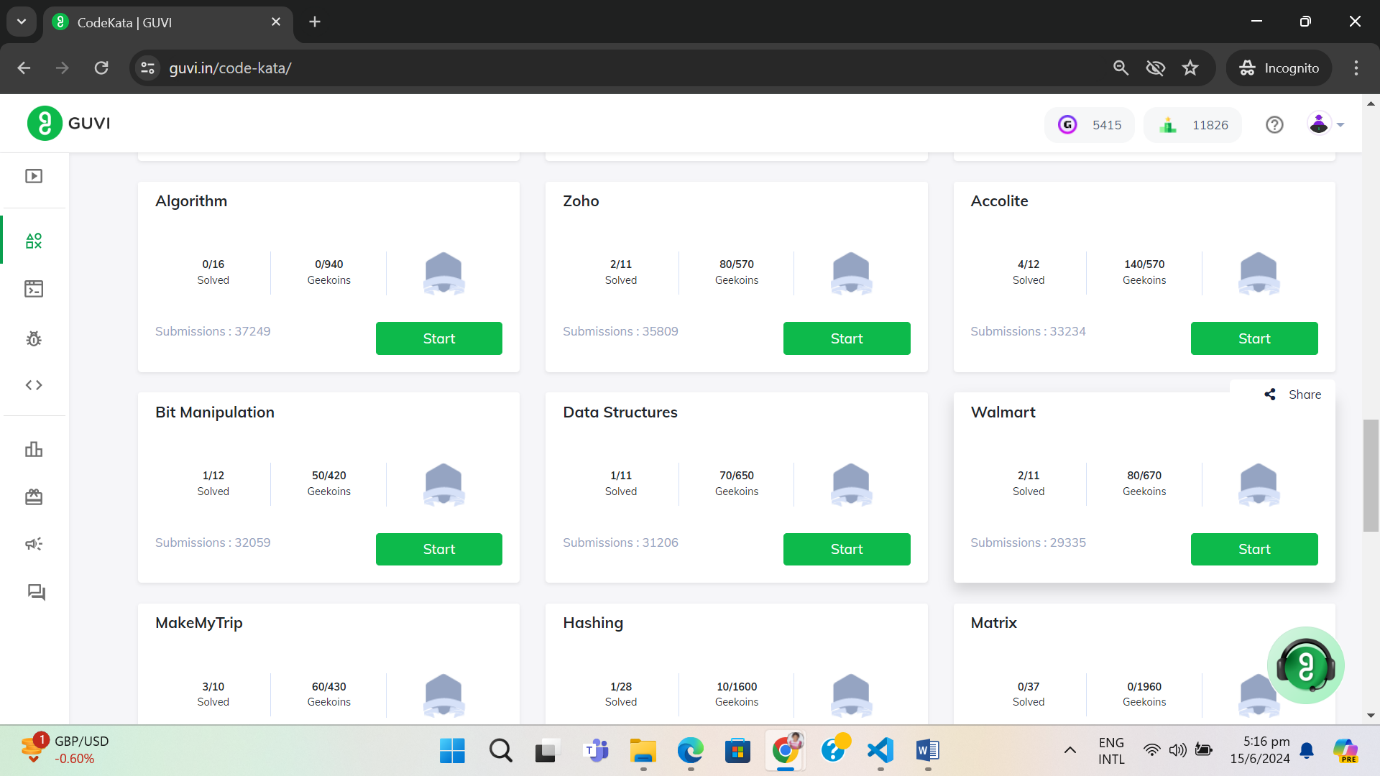 CodeKata | GUVI
guvi.in/code-kata/
Incognito
GUVI
G 5415
11826
Algorithm
0/16 Solved
0/940 Geekoins
Submissions : 37249
Start
Zoho
2/11 Solved
80/570 Geekoins
Submissions : 35809
Start
Accolite
4/12 Solved
140/570 Geekoins
Submissions : 33234
Start
Bit Manipulation
1/12 Solved
50/420 Geekoins
Submissions : 32059
Start
Data Structures
1/11 Solved
70/650 Geekoins
Submissions : 31206
Start
Share
Walmart
2/11 Solved
80/670 Geekoins
Submissions : 29335
Start
MakeMyTrip
3/10 Solved
60/430 Geekoins
Hashing
1/28 Solved
10/1600 Geekoins
Matrix
0/37 Solved
0/1960 Geekoins
1
GBP/USD
-0.60%
ENG
INTL
5:16 pm
15/6/2024
PRE